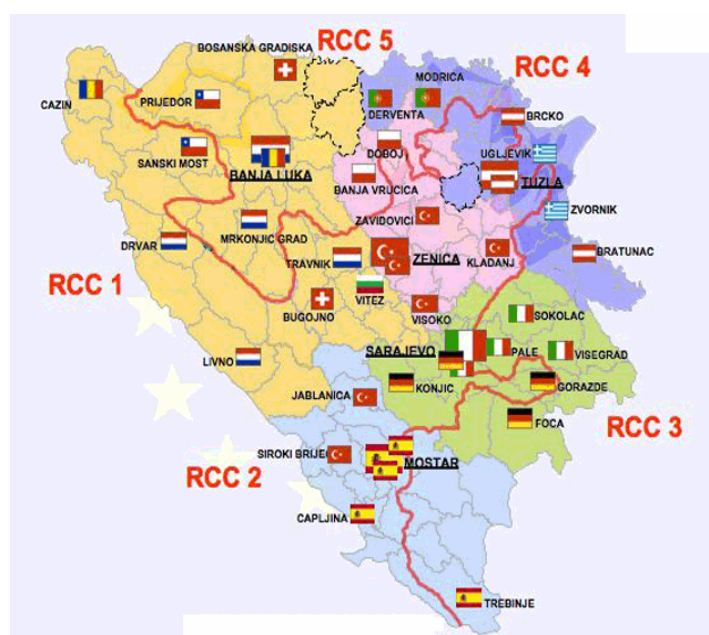 BOSANSKA GRADISKA
RCC 5
RCC 4
MODRICA
CAZIN
PRIJEDOR
DERVENTA
BRCKO
SANSKI MOST
DOBOJ
UGLJEVIK
BANJA LUKA
BANJA VRUCICA
TUZLA
ZAVIDOVICI
ZVORNIK
DRVAR
MRKONJIC GRAD
TRAVNIK
ZENICA
KLADANJ
BRATUNAC
RCC 1
VITEZ
BUGOJNO
VISOKO
SOKOLAC
SARAJEVO
PALE
VISEGRAD
LIVNO
KONJIC
GORAZDE
JABLANICA
FOCA
RCC 3
SIROKI BRIJEG
MOSTAR
RCC 2
CAPLJINA
TREBINJE